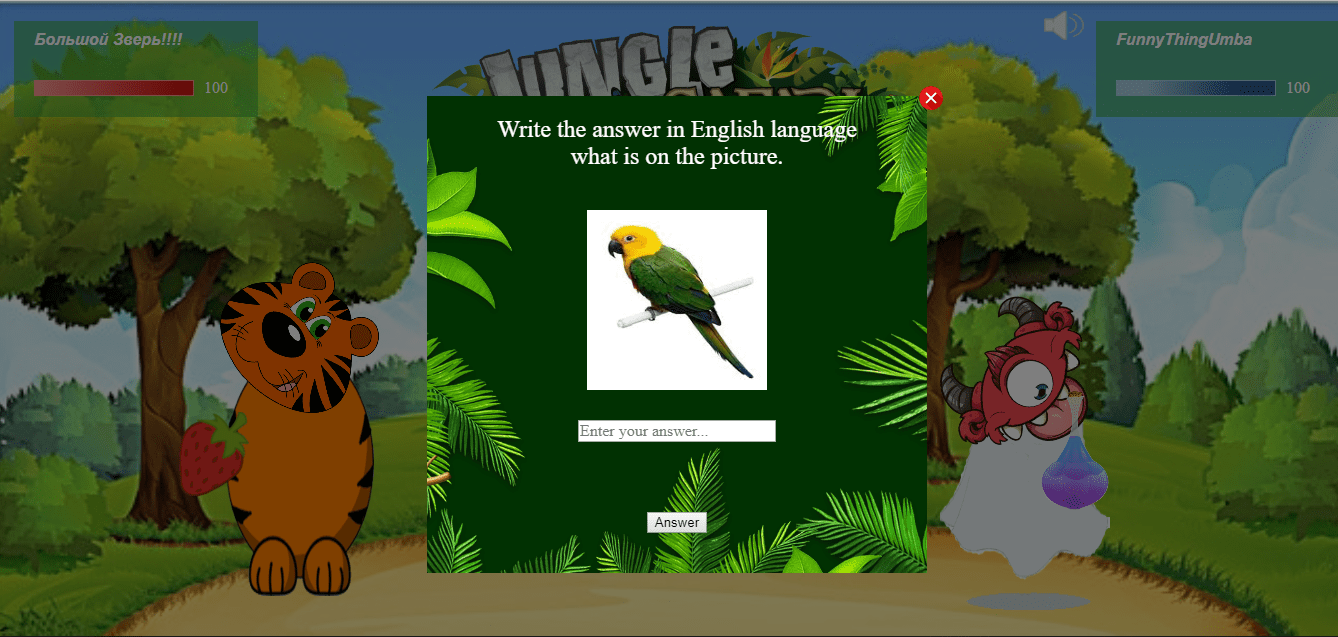 Большой Зверь!!!!
100
JUNGLE
FunnyThingUmba
100
Write the answer in English language
what is on the picture.
Enter your answer...
Answer